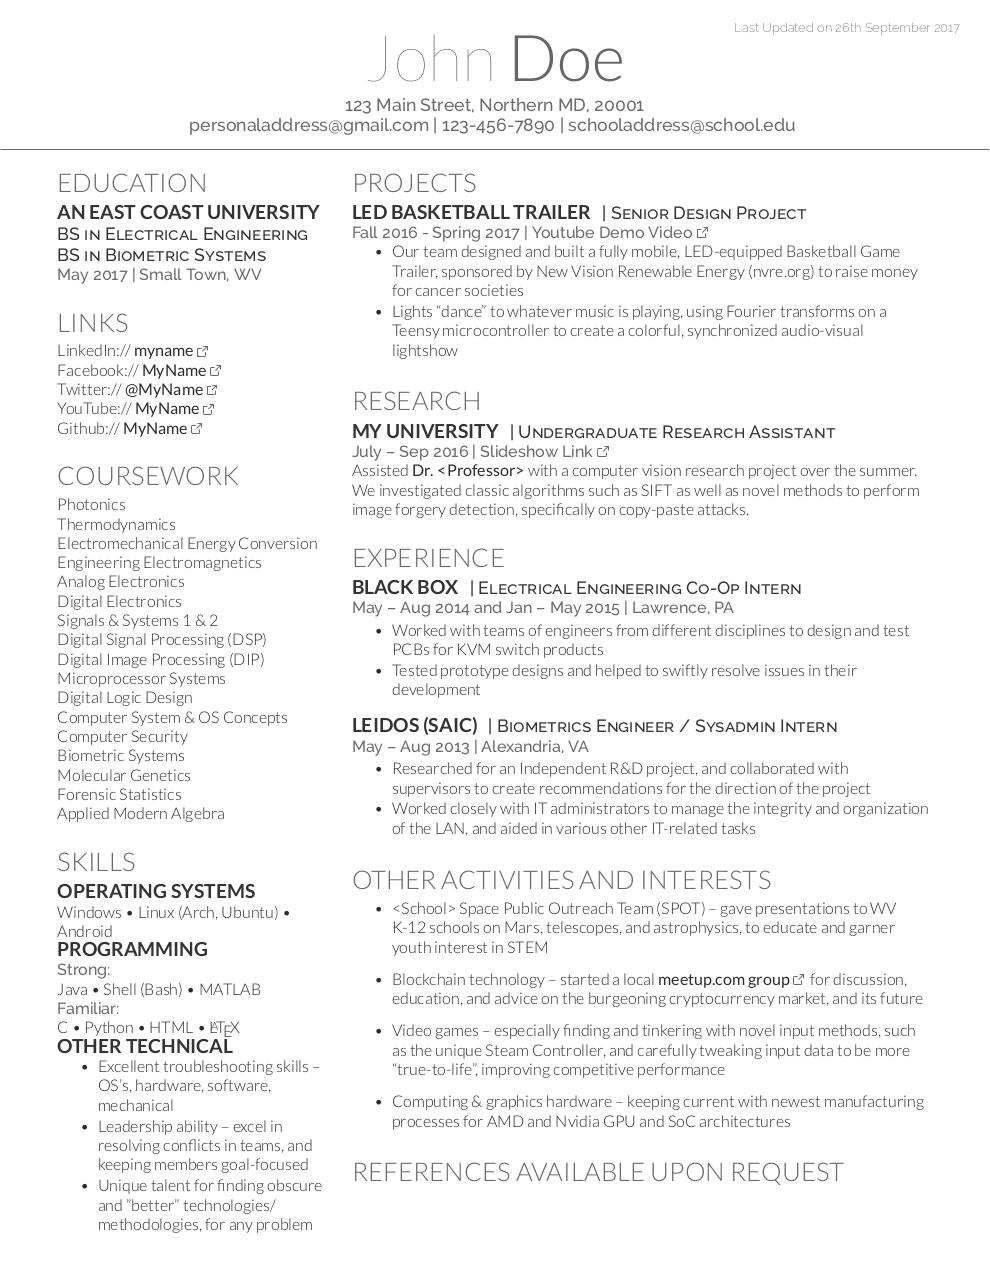 Last Updated on 26th September 2017
John Doe
123 Main Street, Northern MD, 20001
personaladdress@gmail.com | 123-456-7890 | schooladdress@school.edu
EDUCATION
AN EAST COAST UNIVERSITY
BS in Electrical Engineering
BS in Biometric Systems
May 2017 | Small Town, WV
LINKS
LinkedIn:// myname
Facebook:// MyName
Twitter:// @MyName
YouTube:// MyName
Github:// MyName
COURSEWORK
Photonics
Thermodynamics
Electromechanical Energy Conversion
Engineering Electromagnetics
Analog Electronics
Digital Electronics
Signals & Systems 1 & 2
Digital Signal Processing (DSP)
Digital Image Processing (DIP)
Microprocessor Systems
Digital Logic Design
Computer System & OS Concepts
Computer Security
Biometric Systems
Molecular Genetics
Forensic Statistics
Applied Modern Algebra
SKILLS
OPERATING SYSTEMS
Windows • Linux (Arch, Ubuntu) •
Android
PROGRAMMING
Strong:
Java • Shell (Bash) • MATLAB
Familiar:
C • Python • HTML • LATEX
OTHER TECHNICAL
• Excellent troubleshooting skills –
OS's, hardware, software,
mechanical
• Leadership ability – excel in
resolving conflicts in teams, and
keeping members goal-focused
• Unique talent for finding obscure
and ”better” technologies/
methodologies, for any problem
PROJECTS
LED BASKETBALL TRAILER | Senior Design Project
Fall 2016 - Spring 2017 | Youtube Demo Video
• Our team designed and built a fully mobile, LED-equipped Basketball Game
Trailer, sponsored by New Vision Renewable Energy (nvre.org) to raise money
for cancer societies
• Lights “dance” to whatever music is playing, using Fourier transforms on a
Teensy microcontroller to create a colorful, synchronized audio-visual
lightshow
RESEARCH
MY UNIVERSITY | Undergraduate Research Assistant
July – Sep 2016 | Slideshow Link
Assisted Dr. <Professor> with a computer vision research project over the summer.
We investigated classic algorithms such as SIFT as well as novel methods to perform
image forgery detection, specifically on copy-paste attacks.
EXPERIENCE
BLACK BOX | Electrical Engineering Co-Op Intern
May – Aug 2014 and Jan – May 2015 | Lawrence, PA
• Worked with teams of engineers from different disciplines to design and test
PCBs for KVM switch products
• Tested prototype designs and helped to swiftly resolve issues in their
development
LEIDOS (SAIC) | Biometrics Engineer / Sysadmin Intern
May – Aug 2013 | Alexandria, VA
• Researched for an Independent R&D project, and collaborated with
supervisors to create recommendations for the direction of the project
• Worked closely with IT administrators to manage the integrity and organization
of the LAN, and aided in various other IT-related tasks
OTHER ACTIVITIES AND INTERESTS
• <School> Space Public Outreach Team (SPOT) – gave presentations to WV
K-12 schools on Mars, telescopes, and astrophysics, to educate and garner
youth interest in STEM
• Blockchain technology – started a local meetup.com group for discussion,
education, and advice on the burgeoning cryptocurrency market, and its future
• Video games – especially finding and tinkering with novel input methods, such
as the unique Steam Controller, and carefully tweaking input data to be more
“true-to-life”, improving competitive performance
• Computing & graphics hardware – keeping current with newest manufacturing
processes for AMD and Nvidia GPU and SoC architectures
REFERENCES AVAILABLE UPON REQUEST